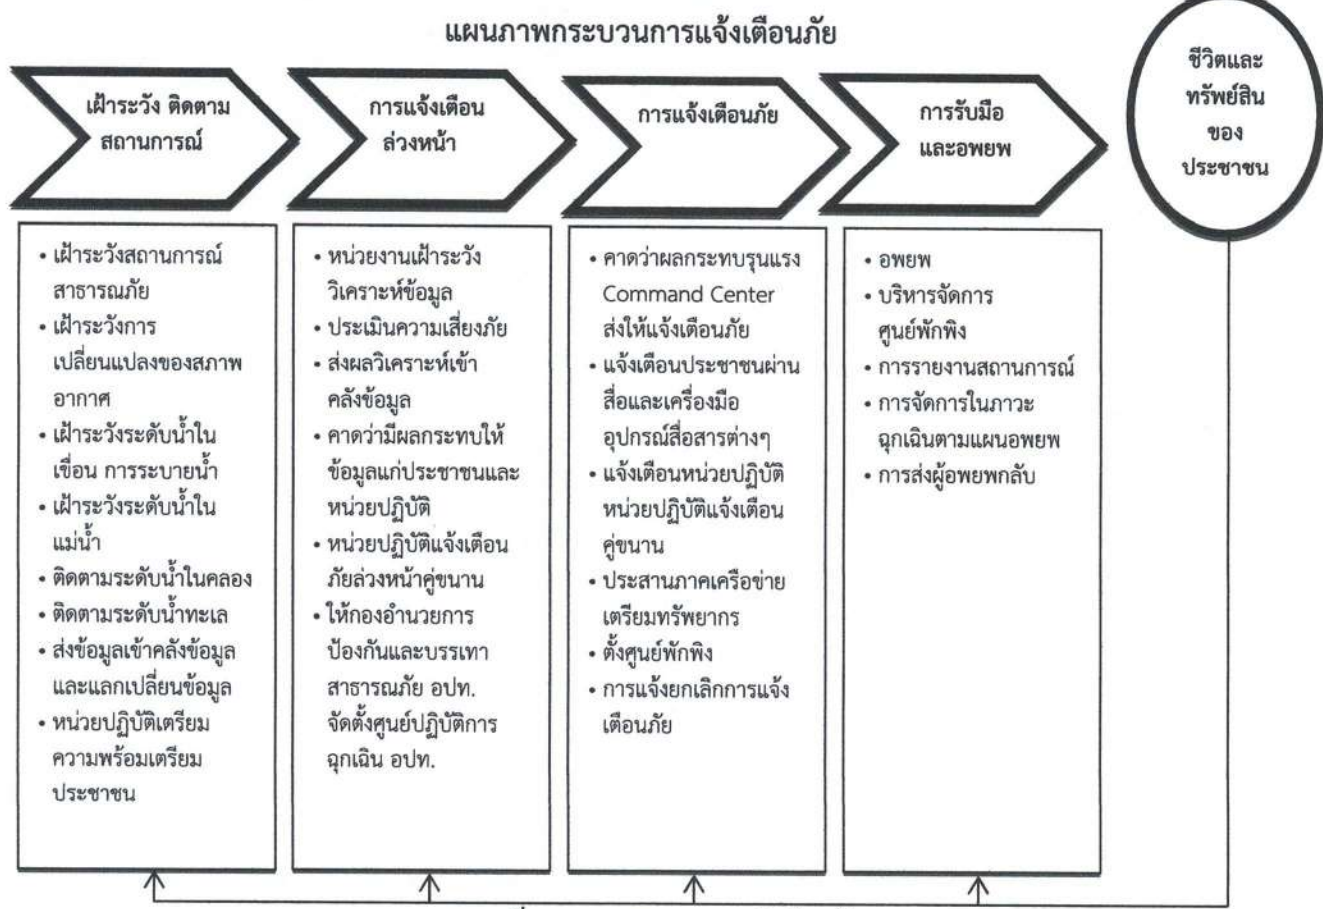 แผนภาพกระบวนการแจ้งเตือนภัย
เฝ้าระวัง ติดตาม
สถานการณ์
การแจ้งเตือน
ล่วงหน้า
การแจ้งเตือนภัย
การรับมือ
และอพยพ
ชีวิตและ
ทรัพย์สิน
ของ
ประชาชน
• เฝ้าระวังสถานการณ์
สาธารณภัย
• เฝ้าระวังการ
เปลี่ยนแปลงของสภาพ
อากาศ
• เฝ้าระวังระดับน้ำใน
เขื่อน การระบายน้ำ
• เฝ้าระวังระดับน้ำใน
แม่น้ำ
• ติดตามระดับน้ำในคลอง
• ติดตามระดับน้ำทะเล
• ส่งข้อมูลเข้าคลังข้อมูล
และแลกเปลี่ยนข้อมูล
• หน่วยปฏิบัติเตรียม
ความพร้อมเตรียม
ประชาชน
• หน่วยงานเฝ้าระวัง
วิเคราะห์ข้อมูล
• ประเมินความเสี่ยงภัย
• ส่งผลวิเคราะห์เข้า
คลังข้อมูล
• คาดว่ามีผลกระทบให้
ข้อมูลแก่ประชาชนและ
หน่วยปฏิบัติ
• หน่วยปฏิบัติแจ้งเตือน
ภัยล่วงหน้าคู่ขนาน
• ให้กองอำนวยการ
ป้องกันและบรรเทา
สาธารณภัย อปท.
จัดตั้งศูนย์ปฏิบัติการ
ฉุกเฉิน อปท.
• คาดว่าผลกระทบรุนแรง
Command Center
ส่งให้แจ้งเตือนภัย
• แจ้งเตือนประชาชนผ่าน
สื่อและเครื่องมือ
อุปกรณ์สื่อสารต่างๆ
• แจ้งเตือนหน่วยปฏิบัติ
หน่วยปฏิบัติแจ้งเตือน
คู่ขนาน
• ประสานภาคเครือข่าย
เตรียมทรัพยากร
• ตั้งศูนย์พักพิง
• การแจ้งยกเลิกการแจ้ง
เตือนภัย
• อพยพ
• บริหารจัดการ
ศูนย์พักพิง
• การรายงานสถานการณ์
• การจัดการในภาวะ
ฉุกเฉินตามแผนอพยพ
• การส่งผู้อพยพกลับ